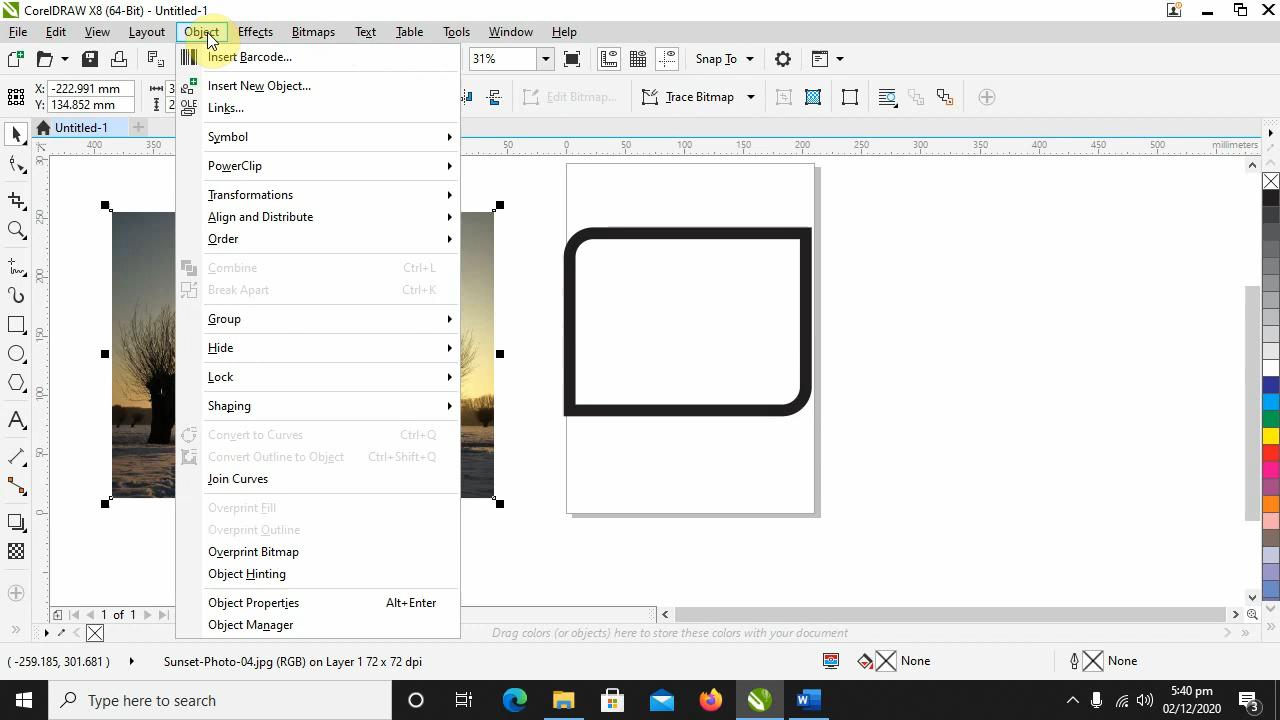 CorelDRAW X8 (64-Bit) - Untitled-1
File Edit View Layout Object Effects Bitmaps Text Table Tools Window Help
31% Snap To
X: -222.991 mm
Y: 134.852 mm
Edit Bitmap... Trace Bitmap
Untitled-1
400 350 50 0 50 100 150 200 250 300 350 400 450 500 millimeters
Insert Barcode...
Insert New Object...
Links...
Symbol
PowerClip
Transformations
Align and Distribute
Order
Combine Ctrl+L
Break Apart Ctrl+K
Group
Hide
Lock
Shaping
Convert to Curves Ctrl+Q
Convert Outline to Object Ctrl+Shift+Q
Join Curves
Overprint Fill
Overprint Outline
Overprint Bitmap
Object Hinting
Object Properties Alt+Enter
Object Manager
1 of 1
Drag colors (or objects) here to store these colors with your document
( -259.185, 301.681 ) Sunset-Photo-04.jpg (RGB) on Layer 1 72 x 72 dpi None None
Type here to search
5:40 pm
02/12/2020
3